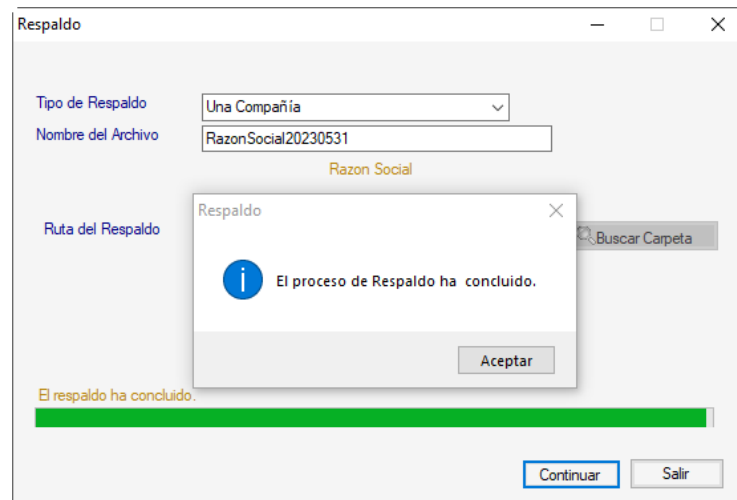 Respaldo
Tipo de Respaldo
Una Compañía
Nombre del Archivo
RazonSocial20230531
Razon Social
Ruta del Respaldo
Buscar Carpeta
Respaldo
El proceso de Respaldo ha concluido.
Aceptar
El respaldo ha concluido.
Continuar
Salir